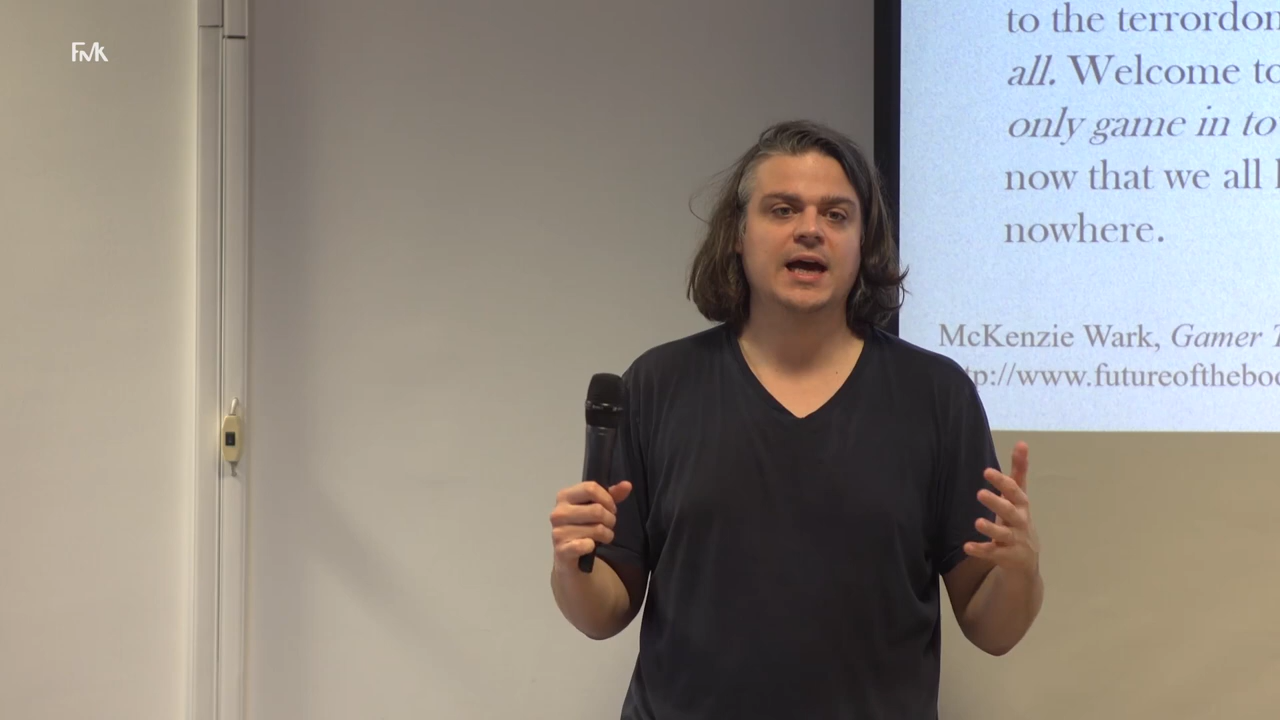 FMK
to the terrordom
all. Welcome to
only game in to
now that we all
nowhere.
McKenzie Wark, Gamer T
tp://www.futureoftheboo